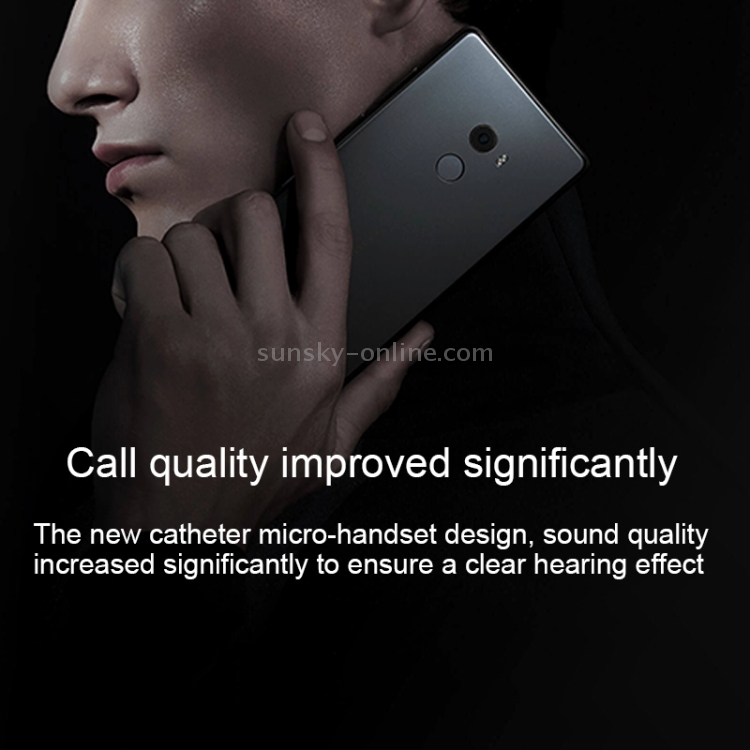 sunsky-online.com
Call quality improved significantly
The new catheter micro-handset design, sound quality
increased significantly to ensure a clear hearing effect